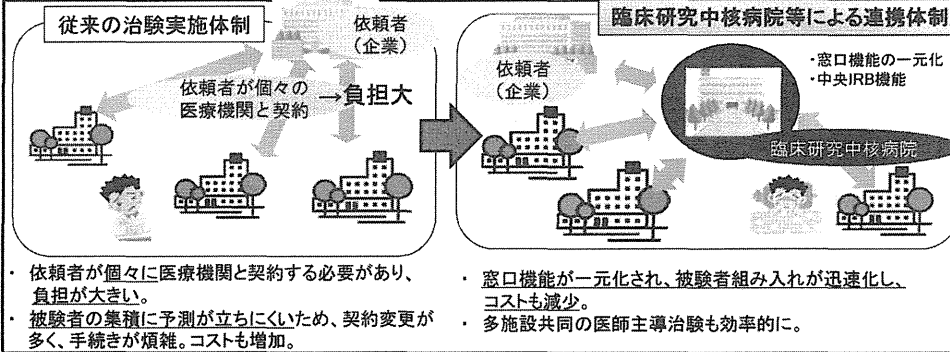 従来の治験実施体制
依頼者
（企業）
依頼者が個々の
医療機関と契約
→負担大
・ 依頼者が個々に医療機関と契約する必要があり、
負担が大きい。
・ 被験者の集積に予測が立ちにくいため、契約変更が
多く、手続きが煩雑。コストも増加。
臨床研究中核病院等による連携体制
依頼者
（企業）
・窓口機能の一元化
・中央IRB機能
臨床研究中核病院
・ 窓口機能が一元化され、被験者組み入れが迅速化し、
コストも減少。
・ 多施設共同の医師主導治験も効率的に。